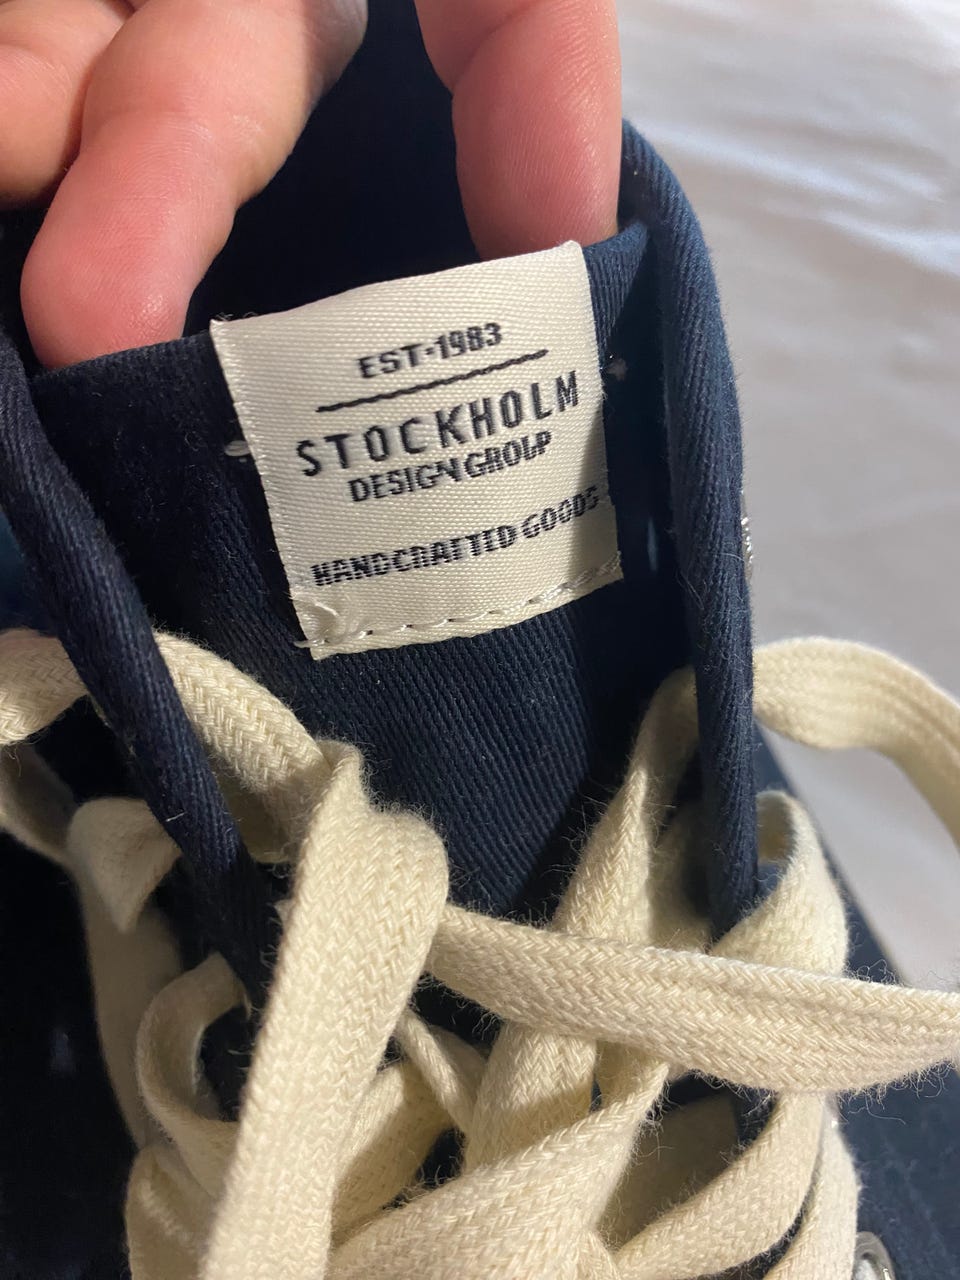 EST·1983
STOCKHOLM
DESIGN GROUP
HANDCRAFTED GOODS